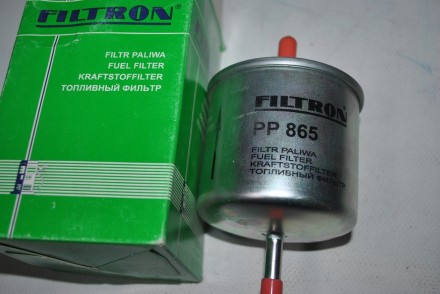 FILTRON
FILTR PALIWA
FUEL FILTER
KRAFTSTOFFILTER
ТОПЛИВНЫЙ ФИЛЬТР
FILTRON
PP 865
FILTR PALIWA
FUEL FILTER
KRAFTSTOFFILTER
ТОПЛИВНЫЙ ФИЛЬТР